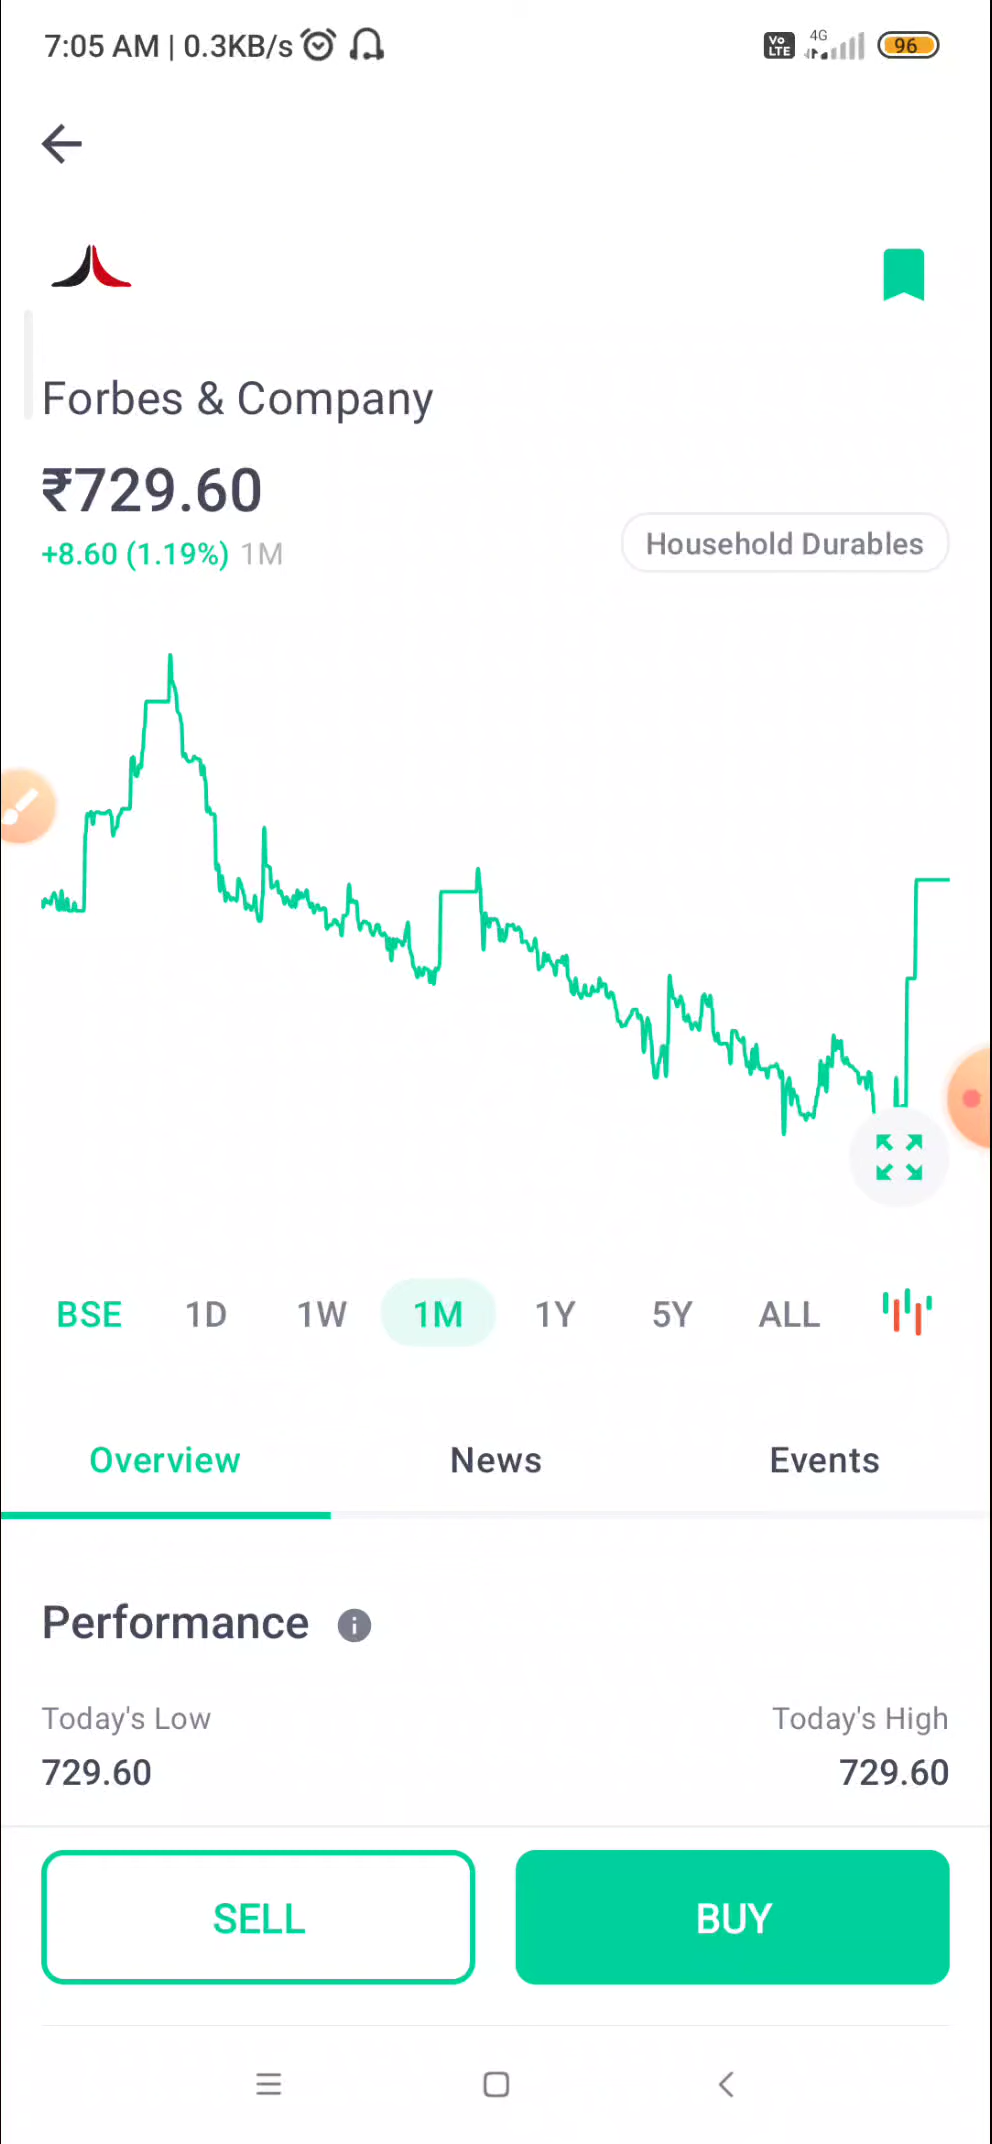 7:05 AM | 0.3KB/s
Vo LTE 4G 96
Forbes & Company
₹729.60
+8.60 (1.19%) 1M
Household Durables
BSE 1D 1W 1M 1Y 5Y ALL
Overview News Events
Performance i
Today's Low Today's High
729.60 729.60
SELL BUY